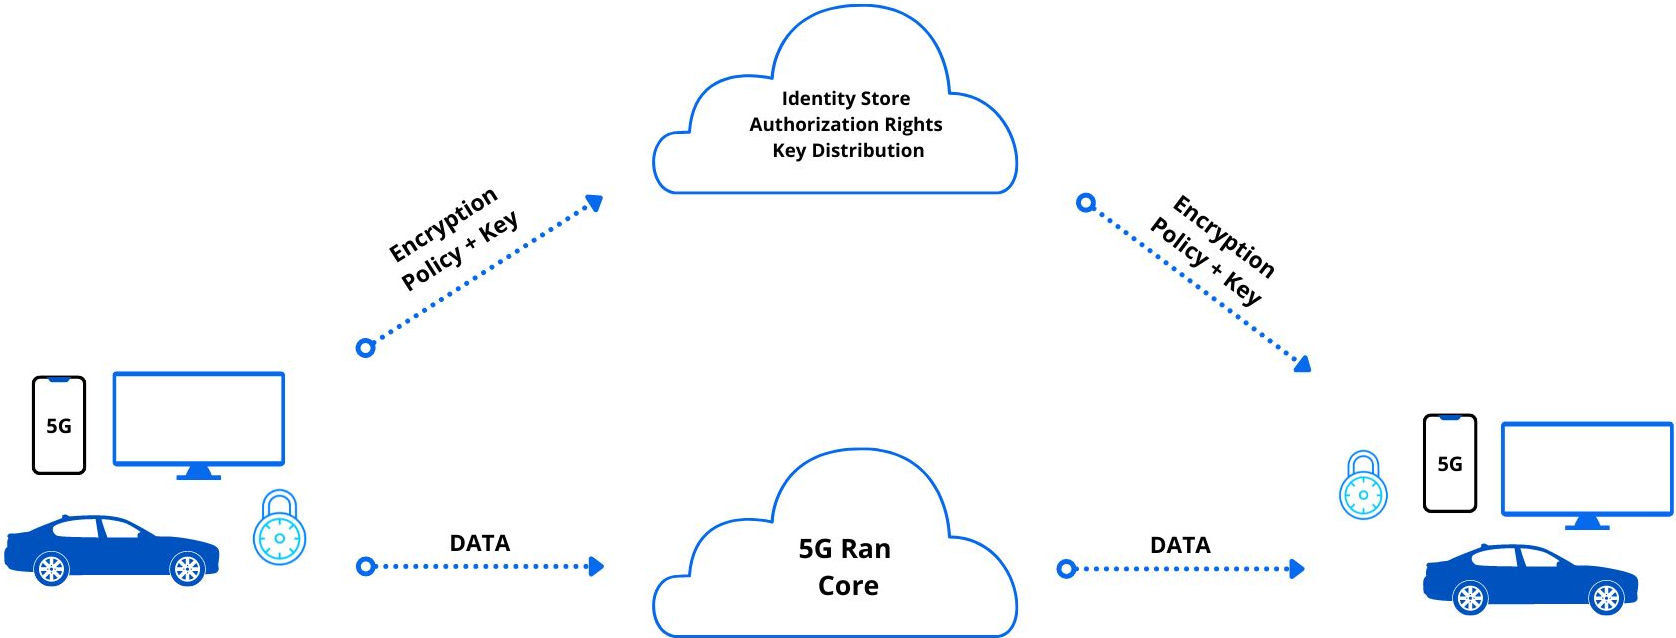 Identity Store
Authorization Rights
Key Distribution
Encryption
Policy + Key
Encryption
Policy + Key
5G
5G
DATA
5G Ran
Core
DATA